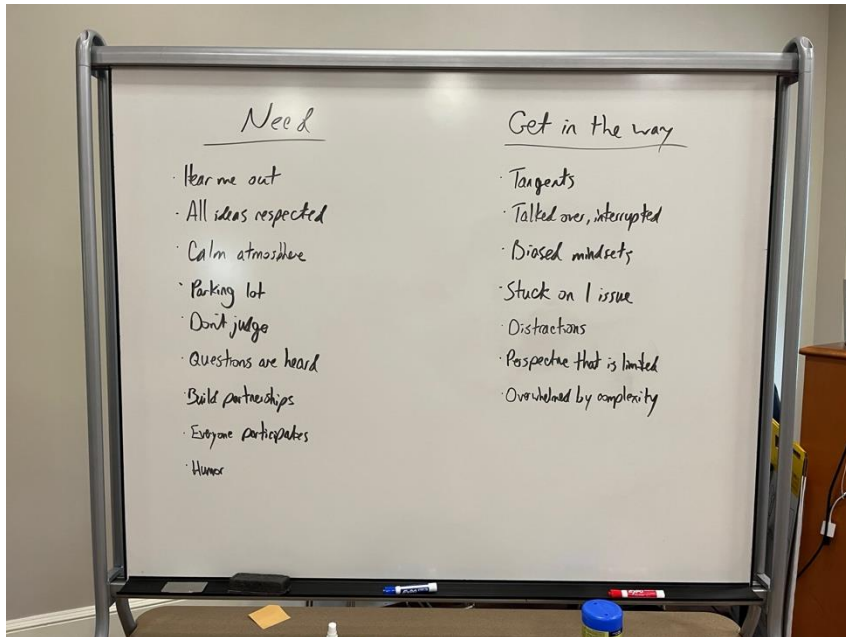 Need
· Hear me out
· All ideas respected
· Calm atmosphere
· Parking lot
· Don't judge
· Questions are heard
· Build partnerships
· Everyone participates
· Humor
Get in the way
· Tangents
· Talked over, interrupted
· Biased mindsets
· Stuck on 1 issue
· Distractions
· Perspective that is limited
· Overwhelmed by complexity